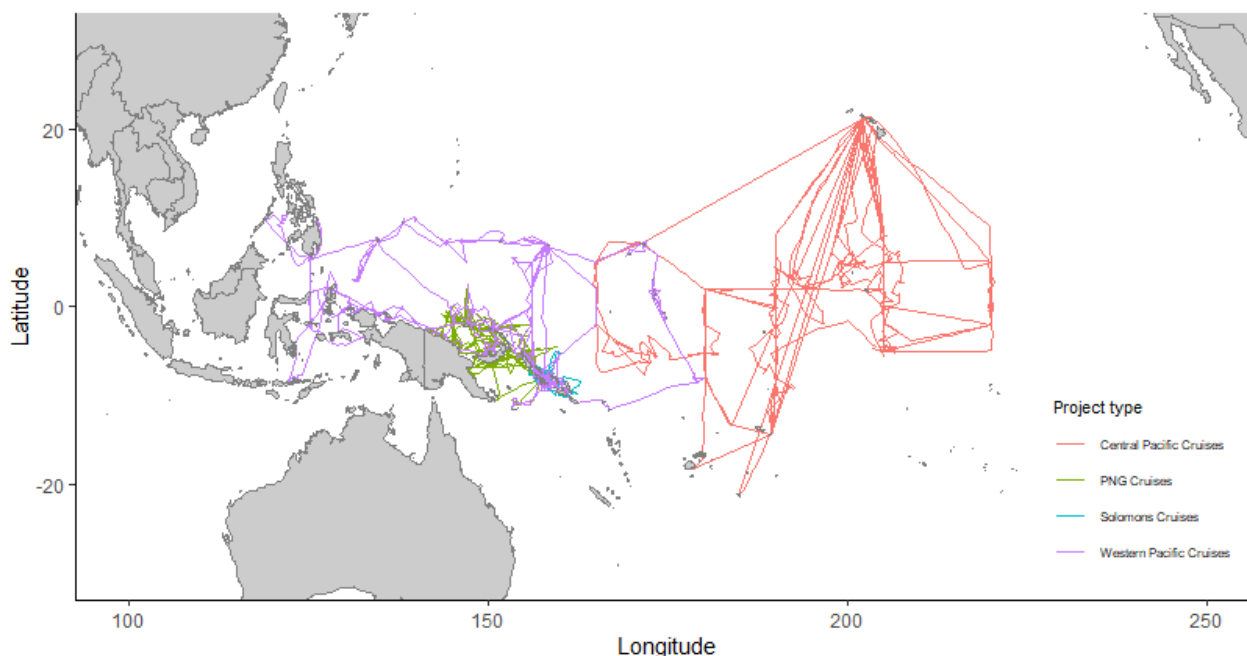 20
0
-20
Latitude
100
150
200
250
Longitude
Project type
Central Pacific Cruises
PNG Cruises
Solomons Cruises
Western Pacific Cruises